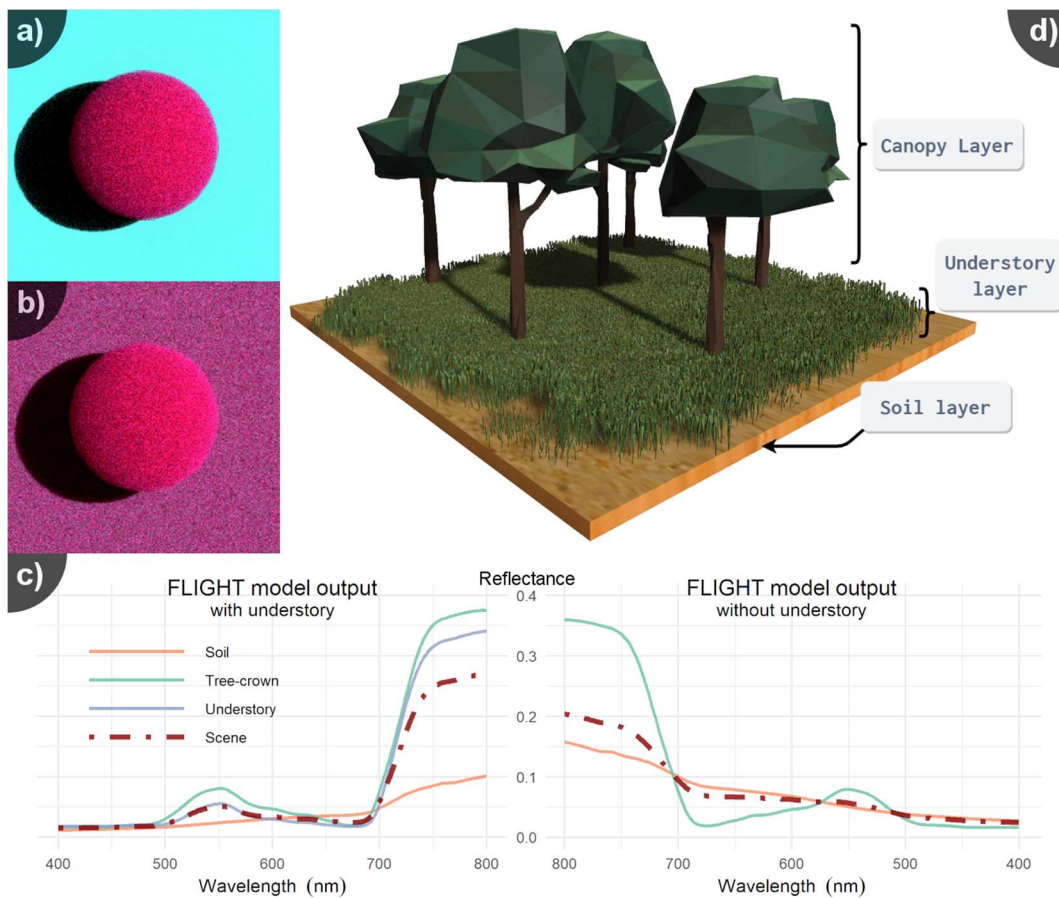 a)
d)
Canopy Layer
Understory
layer
b)
Soil layer
c)
FLIGHT model output
with understory
Reflectance
FLIGHT model output
without understory
0.4
0.3
0.2
0.1
0.0
Soil
Tree-crown
Understory
Scene
400 500 600 700 800
800 700 600 500 400
Wavelength (nm)
Wavelength (nm)